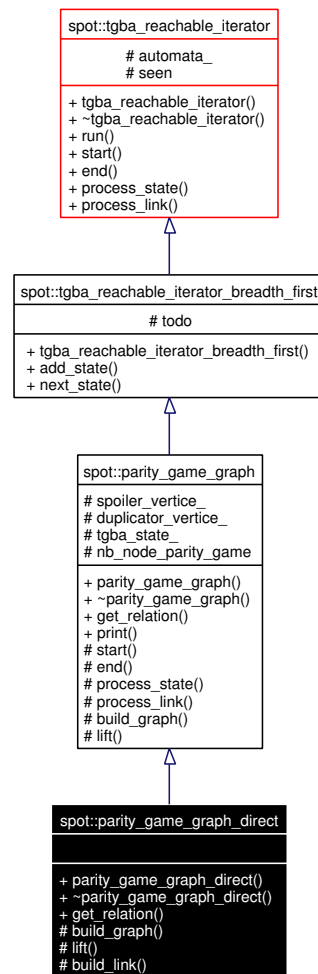 spot::tgba_reachable_iterator
# automata_
# seen
+ tgba_reachable_iterator()
+ ~tgba_reachable_iterator()
+ run()
+ start()
+ end()
+ process_state()
+ process_link()
spot::tgba_reachable_iterator_breadth_first
# todo
+ tgba_reachable_iterator_breadth_first()
+ add_state()
+ next_state()
spot::parity_game_graph
# spoiler_vertice_
# duplicator_vertice_
# tgba_state_
# nb_node_parity_game
+ parity_game_graph()
+ ~parity_game_graph()
+ get_relation()
+ print()
# start()
# end()
# process_state()
# process_link()
# build_graph()
# lift()
spot::parity_game_graph_direct
+ parity_game_graph_direct()
+ ~parity_game_graph_direct()
+ get_relation()
# build_graph()
# lift()
# build_link()